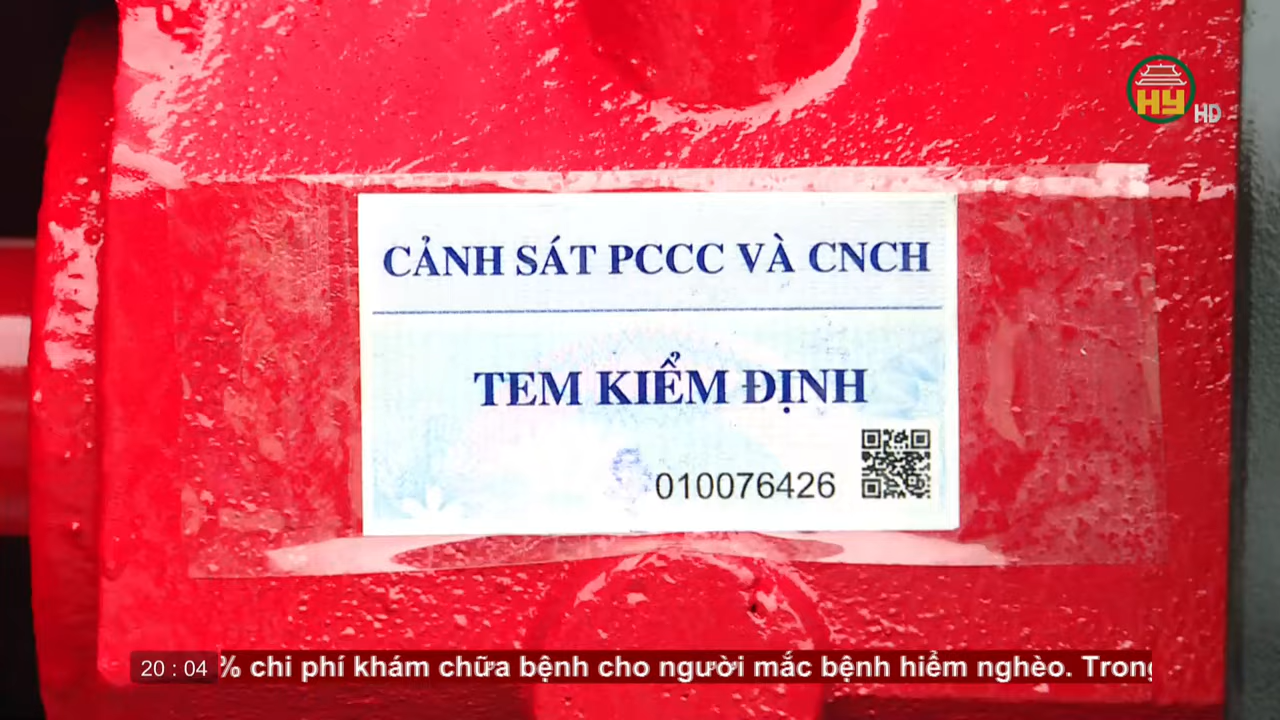 HY HD
CẢNH SÁT PCCC VÀ CNCH
TEM KIỂM ĐỊNH
010076426
20 : 04 % chi phí khám chữa bệnh cho người mắc bệnh hiểm nghèo. Trong